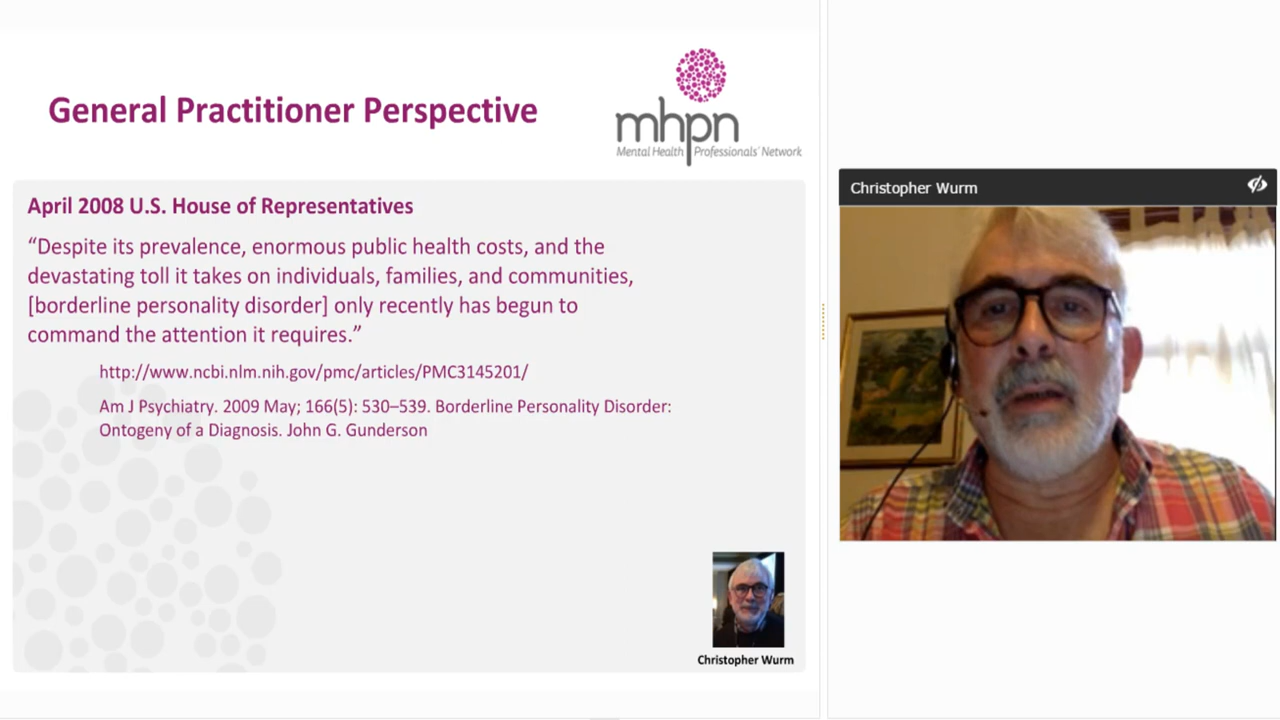 General Practitioner Perspective
mhpn
Mental Health Professionals' Network
April 2008 U.S. House of Representatives
“Despite its prevalence, enormous public health costs, and the
devastating toll it takes on individuals, families, and communities,
[borderline personality disorder] only recently has begun to
command the attention it requires.”
http://www.ncbi.nlm.nih.gov/pmc/articles/PMC3145201/
Am J Psychiatry. 2009 May; 166(5): 530–539. Borderline Personality Disorder:
Ontogeny of a Diagnosis. John G. Gunderson
Christopher Wurm
Christopher Wurm